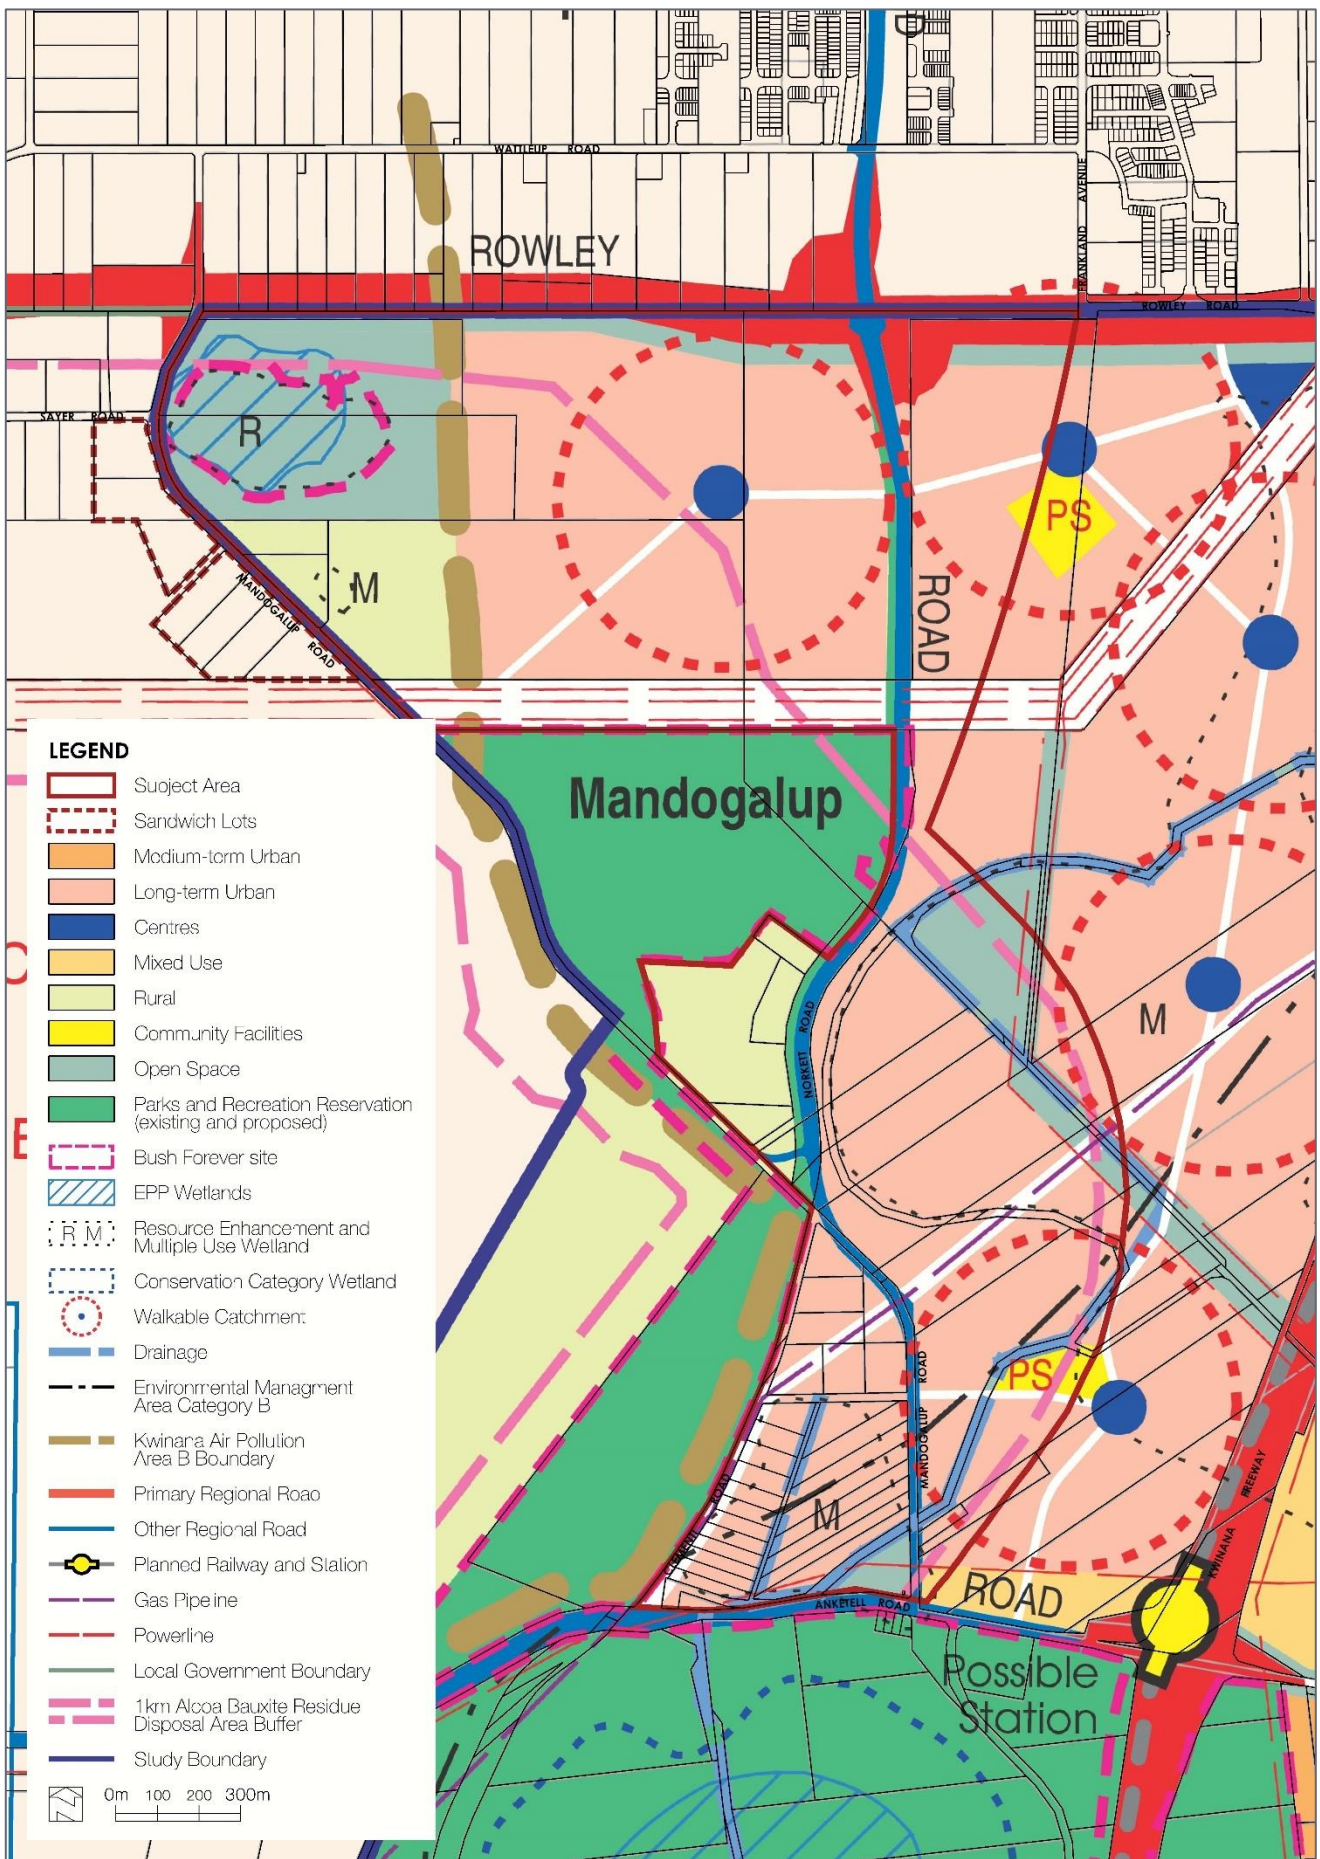 D
WATTLEUP ROAD
FRANKLAND AVENUE
ROWLEY
ROWLEY ROAD
SAYER ROAD
R
PS
M
MANDOGALUP ROAD
ROAD
Mandogalup
M
NORKETT ROAD
PS
MANDOGALUP ROAD
M
CLEMENTI ROAD
KWINANA FREEWAY
ROAD
ANKETELL ROAD
Possible
Station
E
LEGEND
Suoject Area
Sandwich Lots
Medium-term Urban
Long-term Urban
Centres
Mixed Use
Rural
Community Facilities
Open Space
Parks and Recreation Reservation
(existing and proposed)
Bush Forever site
EPP Wetlands
R M
Resource Enhancement and
Multiple Use Wetland
Conservation Category Wetland
Walkable Catchment
Drainage
Environmental Managment
Area Category B
Kwinana Air Pollution
Area B Boundary
Primary Regional Roao
Other Regional Road
Planned Railway and Station
Gas Pipeline
Powerline
Local Government Boundary
1km Alcoa Bauxite Residue
Disposal Area Buffer
Study Boundary
N
0m 100 200 300m